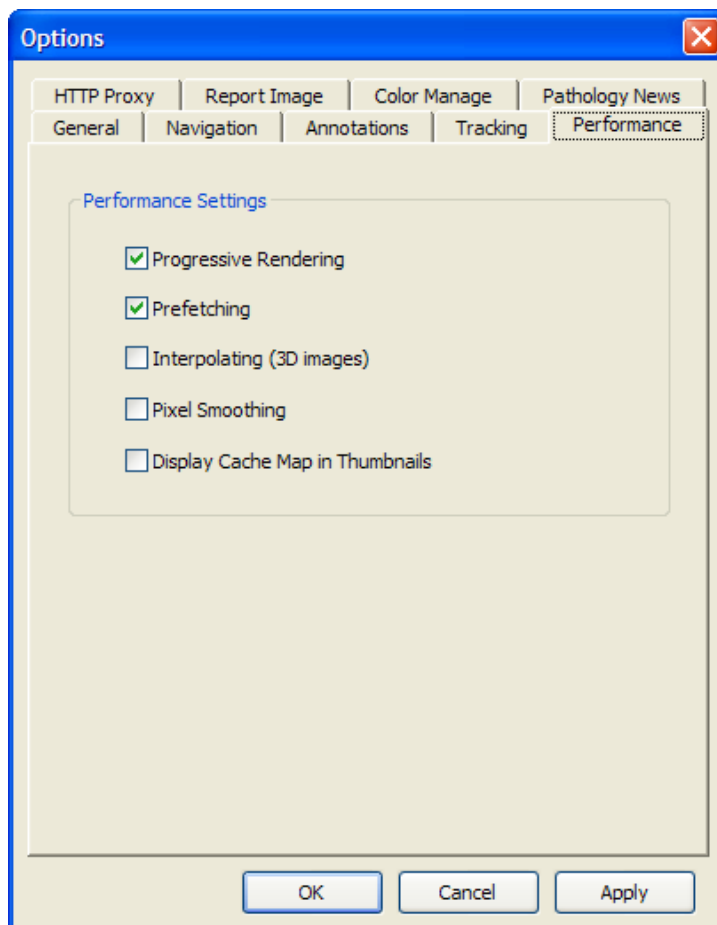 Options
HTTP Proxy Report Image Color Manage Pathology News
General Navigation Annotations Tracking Performance
Performance Settings
Progressive Rendering
Prefetching
Interpolating (3D images)
Pixel Smoothing
Display Cache Map in Thumbnails
OK Cancel Apply